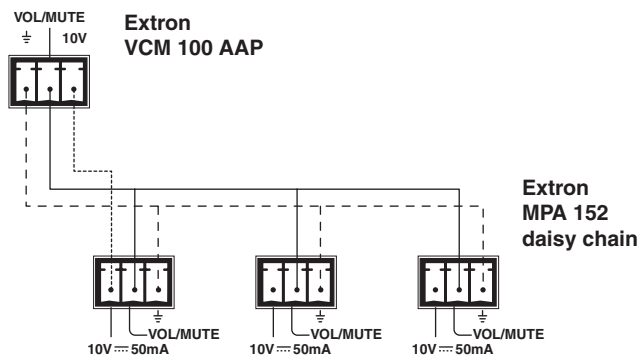 VOL/MUTE
10V
Extron
VCM 100 AAP
Extron
MPA 152
daisy chain
VOL/MUTE
10V 50mA
VOL/MUTE
10V 50mA
VOL/MUTE
10V 50mA